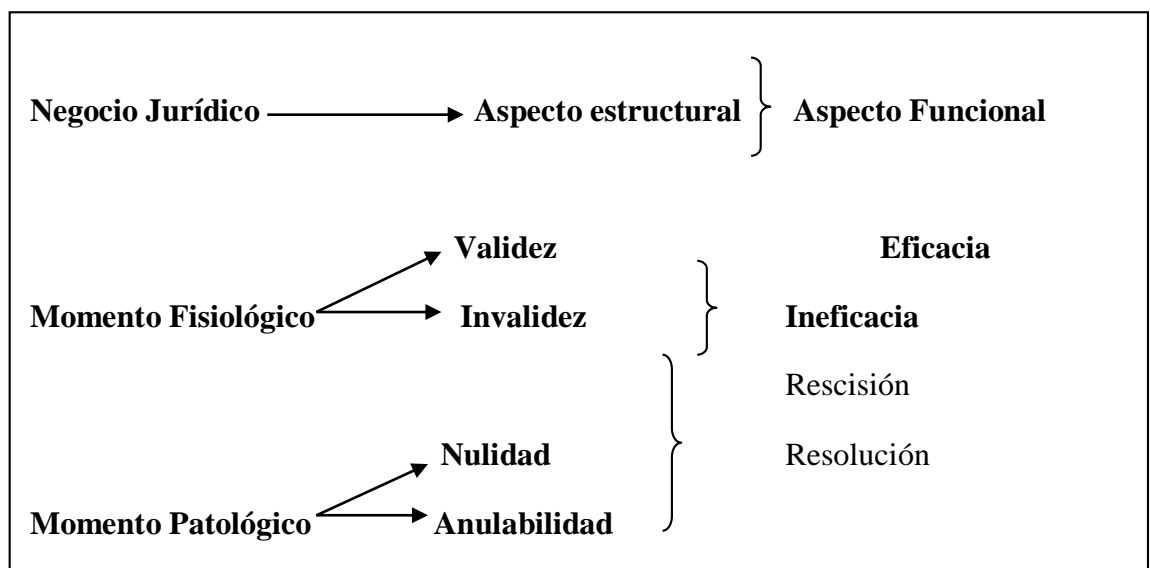 Negocio Jurídico Aspecto estructural Aspecto Funcional
Validez Eficacia
Momento Fisiológico Invalidez Ineficacia
Rescisión
Nulidad Resolución
Momento Patológico Anulabilidad